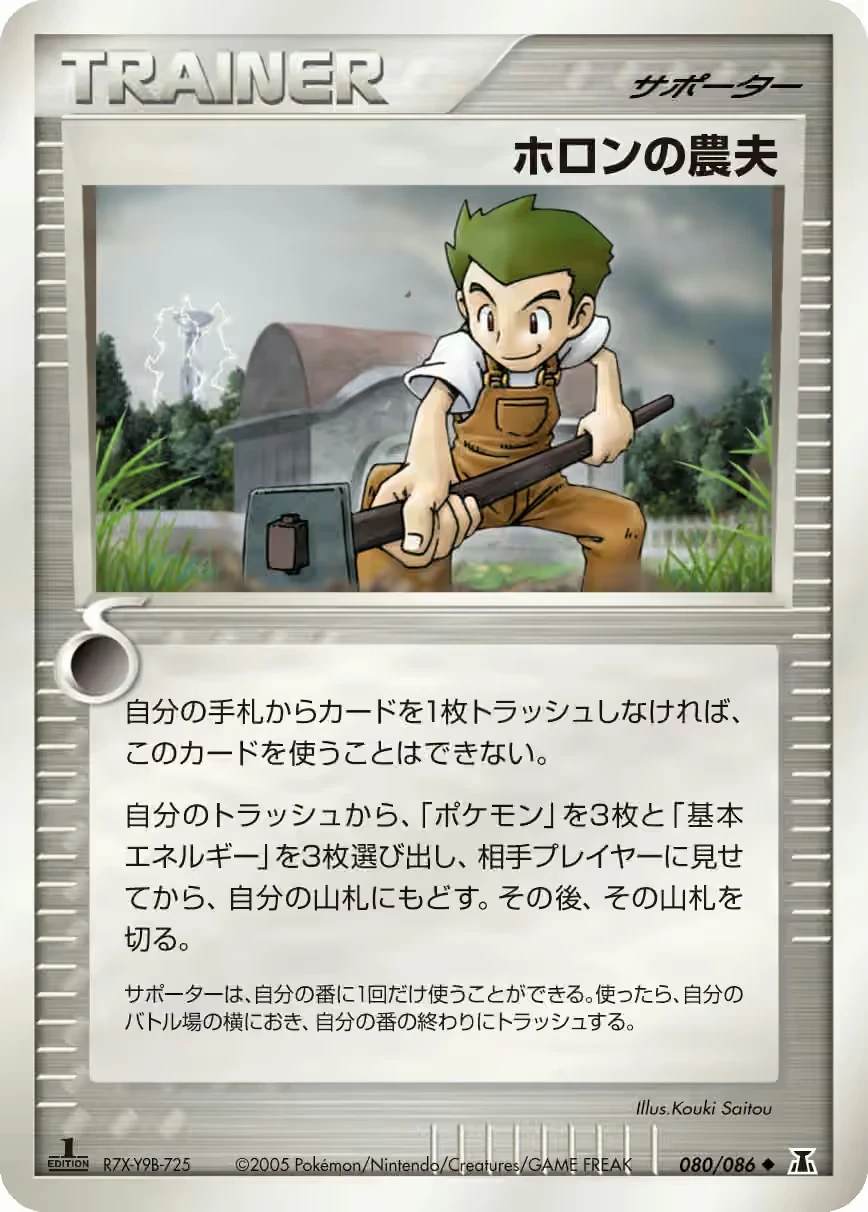 TRAINER
サポーター
ホロンの農夫
自分の手札からカードを1枚トラッシュしなければ、
このカードを使うことはできない。
自分のトラッシュから、「ポケモン」を3枚と「基本
エネルギー」を3枚選び出し、相手プレイヤーに見せ
てから、自分の山札にもどす。その後、その山札を
切る。
サポーターは、自分の番に1回だけ使うことができる。使ったら、自分の
バトル場の横におき、自分の番の終わりにトラッシュする。
Illus.Kouki Saitou
1 EDITION R7X-Y9B-725 ©2005 Pokémon/Nintendo/Creatures/GAME FREAK 080/086 ◆